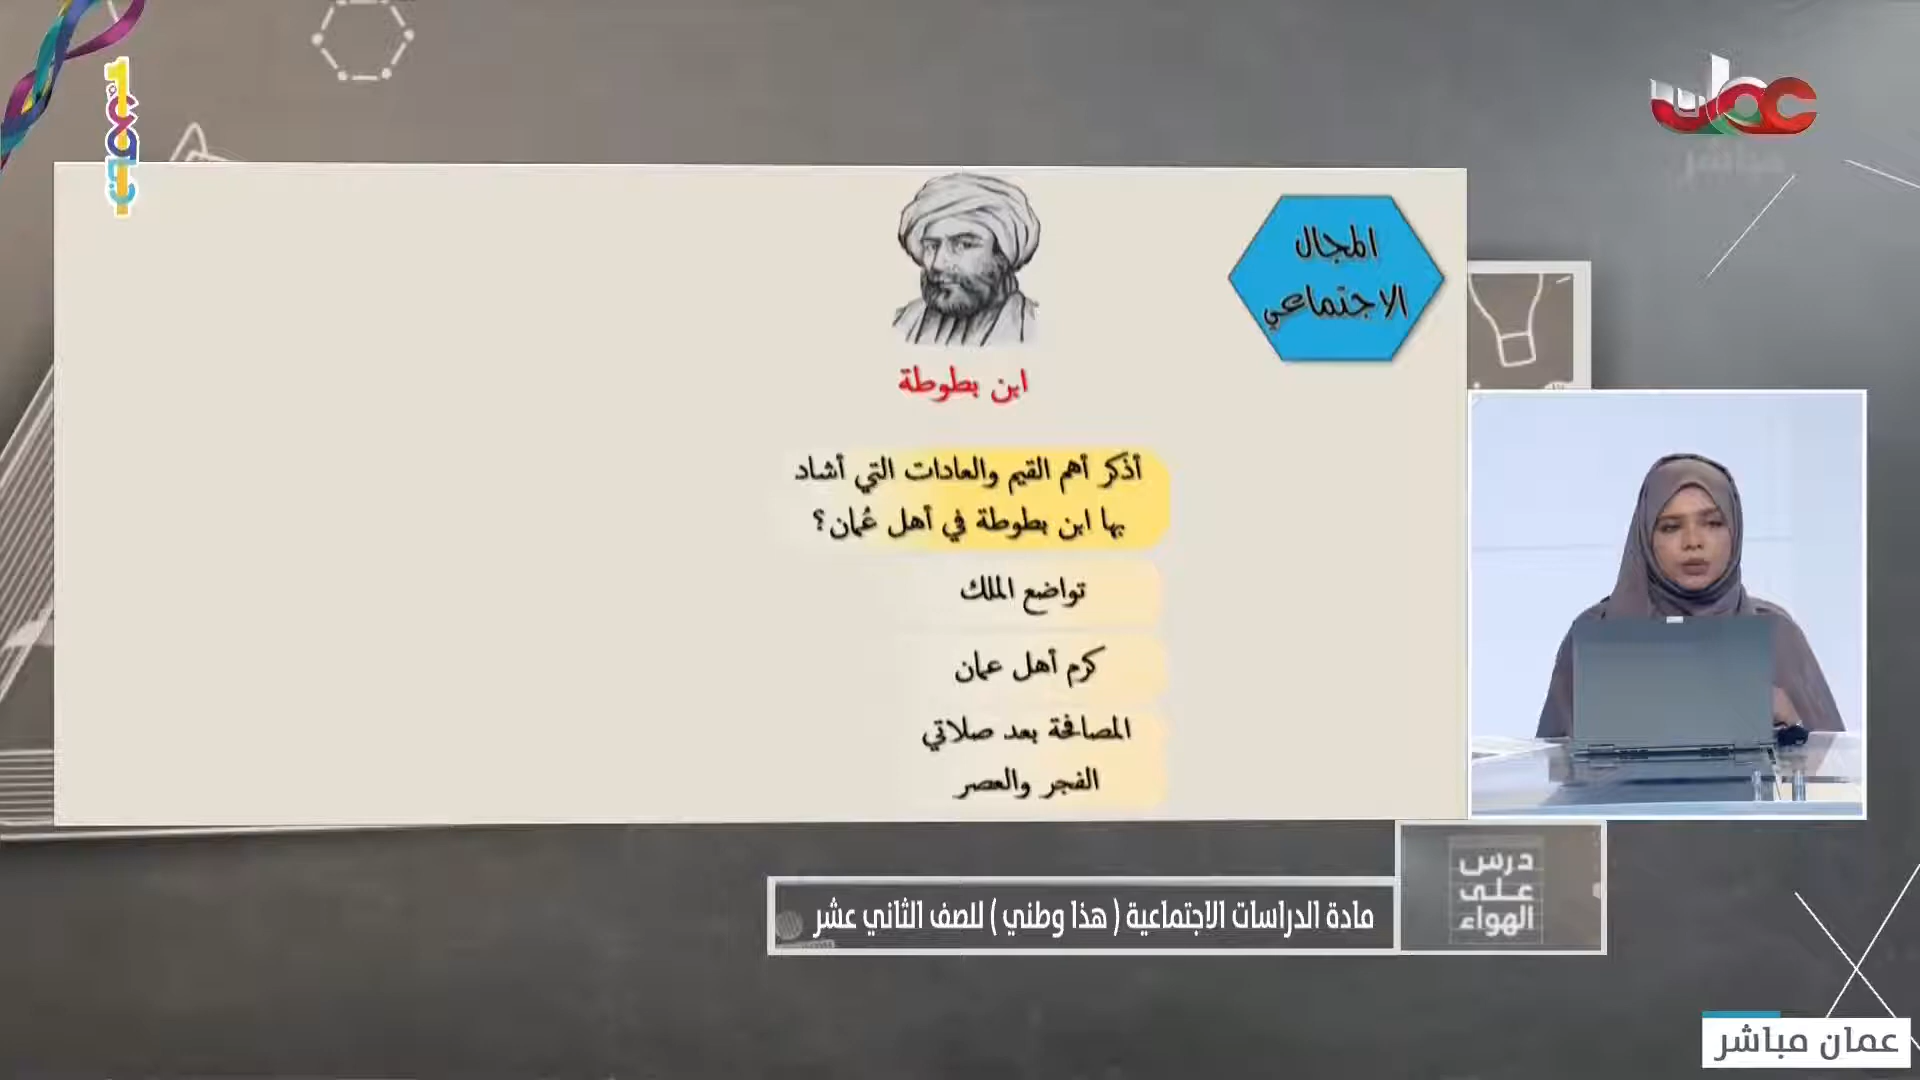 عمان
مباشر
المجال
الاجتماعي
ابن بطوطة
أذكر أهم القيم والعادات التي أشاد
بها ابن بطوطة في أهل عُمان؟
تواضع الملك
كرم أهل عمان
المصافحة بعد صلاتي
الفجر والعصر
درس
على
الهواء
مادة الدراسات الاجتماعية ( هذا وطني ) للصف الثاني عشر
عمان مباشر